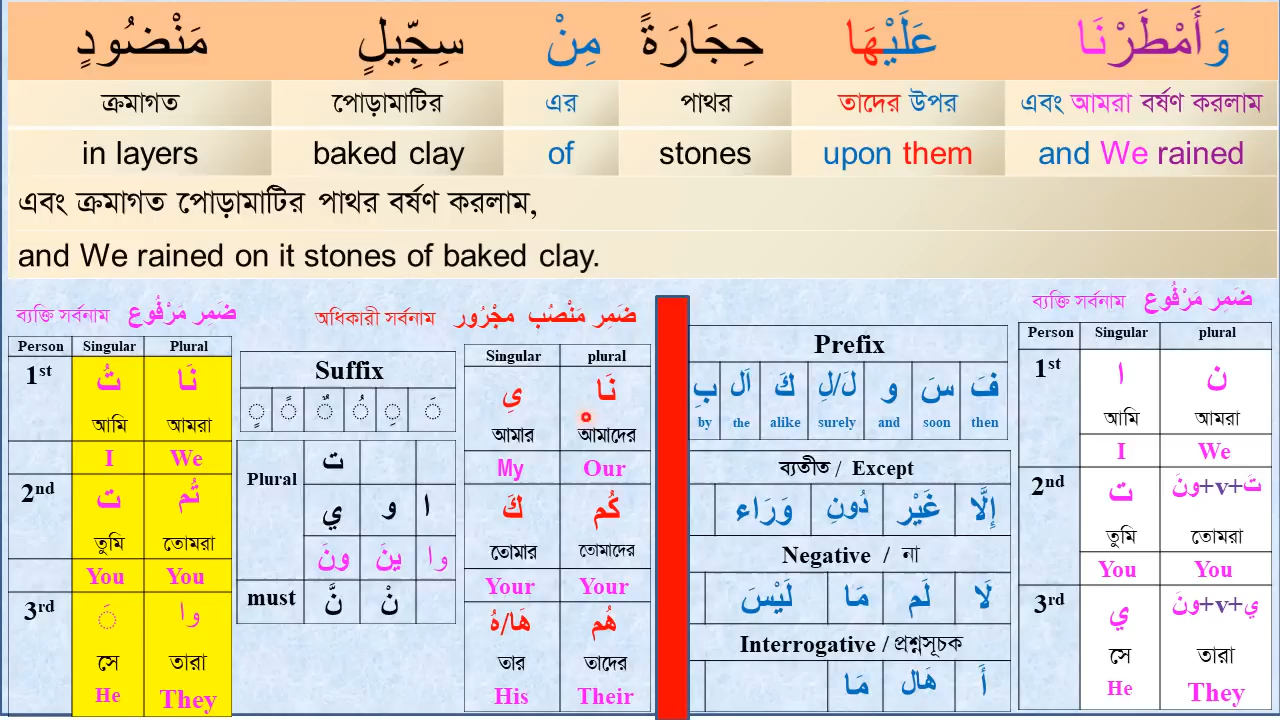 وَأَمْطَرْنَا عَلَيْهَا حِجَارَةً مِنْ سِجِّيلٍ مَنْضُودٍ
ক্রমাগত পোড়ামাটির এর পাথর তাদের উপর এবং আমরা বর্ষণ করলাম
in layers baked clay of stones upon them and We rained
এবং ক্রমাগত পোড়ামাটির পাথর বর্ষণ করলাম,
and We rained on it stones of baked clay.
ব্যক্তি সর্বনাম ضَمِر مَرْفُوع
Person Singular Plural
1st تُ نَا
আমি আমরা
I We
2nd ت تُم
তুমি তোমরা
You You
3rd َ وا
সে তারা
He They
অধিকারী সর্বনাম ضَمِر مَنْصُب مجْرُور
Suffix
ٍ ً ٌ ُ ِ َ
Plural ت
ي و ا
ونَ ينَ وا
must نَّ نْ
Singular plural
يِ نَا
আমার আমাদের
My Our
كَ كُم
তোমার তোমাদের
Your Your
هَا/هُ هُم
তার তাদের
His Their
Prefix
بِ اَل كَ لَ/لِ و سَ فَ
by the alike surely and soon then
ব্যতীত / Except
وَرَاء دُونِ غَيْر إِلَّا
Negative / না
لَيْسَ مَا لَم لَا
Interrogative / প্রশ্নসূচক
مَا هَال أَ
ব্যক্তি সর্বনাম ضَمِر مَرْفُوع
Person Singular plural
1st ا ن
আমি আমরা
I We
2nd ت تَ+v+ونَ
তুমি তোমরা
You You
3rd ي ي+v+ونَ
সে তারা
He They